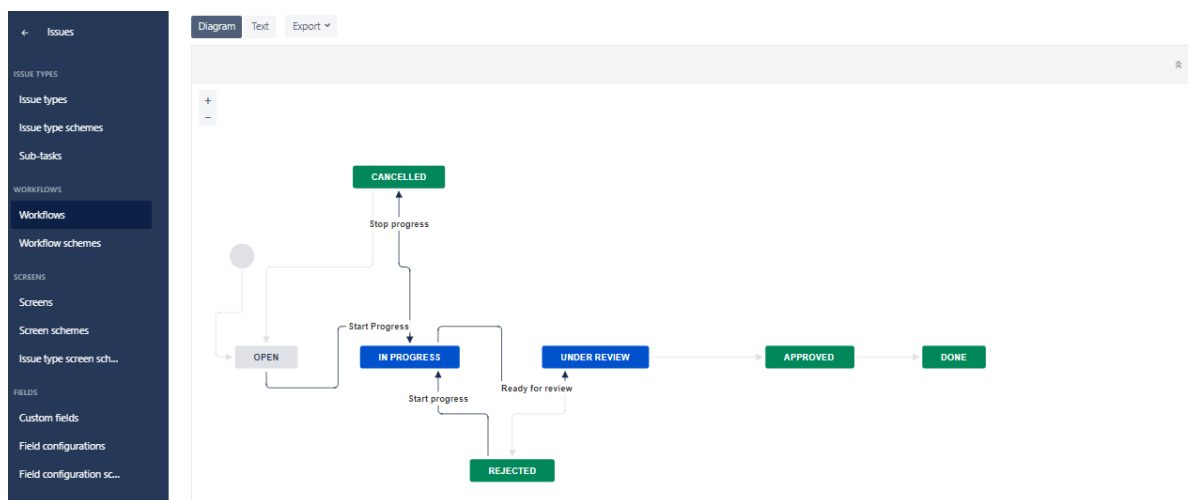 ← Issues
ISSUE TYPES
Issue types
Issue type schemes
Sub-tasks
WORKFLOWS
Workflows
Workflow schemes
SCREENS
Screens
Screen schemes
Issue type screen sch...
FIELDS
Custom fields
Field configurations
Field configuration sc...
Diagram Text Export
+
−
CANCELLED
Stop progress
Start Progress
OPEN IN PROGRESS UNDER REVIEW APPROVED DONE
Ready for review
Start progress
REJECTED